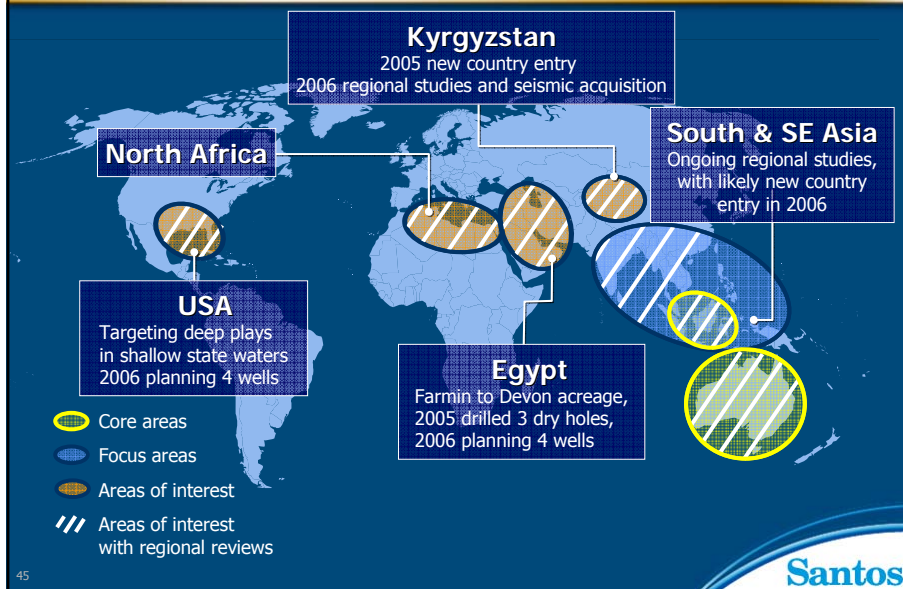 Kyrgyzstan
2005 new country entry
2006 regional studies and seismic acquisition
North Africa
South & SE Asia
Ongoing regional studies,
with likely new country
entry in 2006
USA
Targeting deep plays
in shallow state waters
2006 planning 4 wells
Egypt
Farmin to Devon acreage,
2005 drilled 3 dry holes,
2006 planning 4 wells
Core areas
Focus areas
Areas of interest
Areas of interest
with regional reviews
45
Santos